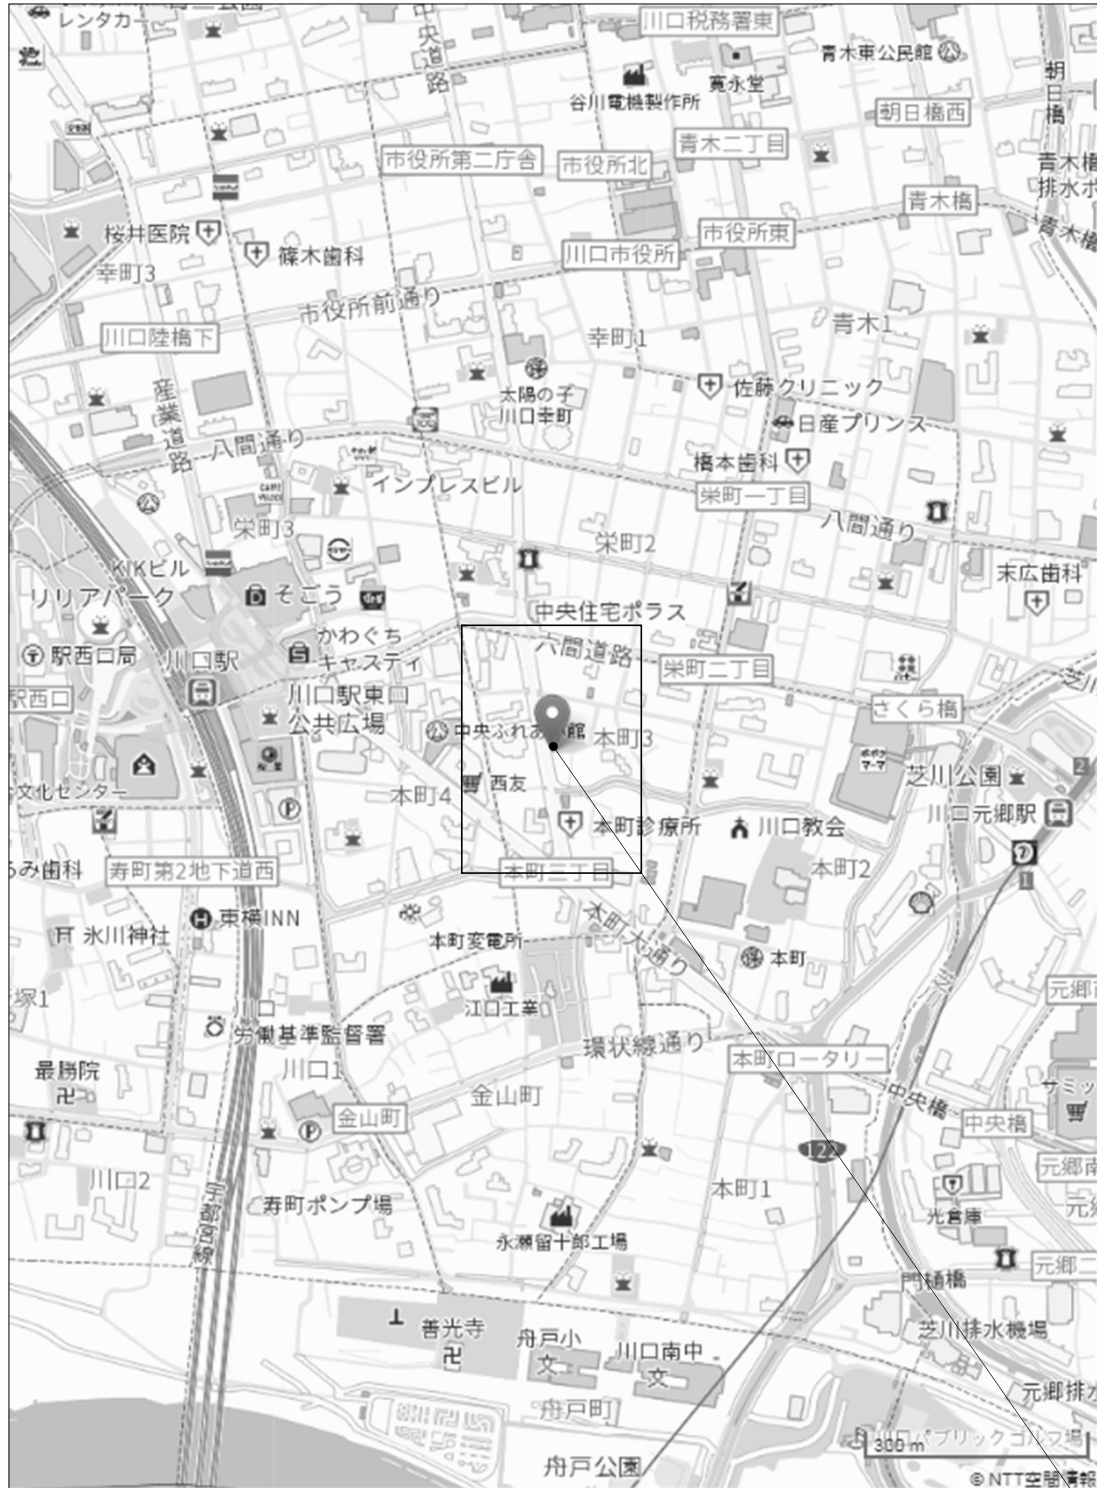 レンタカー
中央道路
川口税務署東
青木東公民館
寛永堂
谷川電機製作所
朝日橋
朝日橋西
青木二丁目
市役所第二庁舎
市役所北
青木橋
排水ポ
青木橋
青木橋
市役所東
桜井医院
篠木歯科
川口市役所
幸町3
市役所前通り
川口陸橋下
幸町1
青木1
太陽の子
川口幸町
佐藤クリニック
産業道路
日産プリンス
八間通り
橋本歯科
インプレスビル
栄町一丁目
栄町3
八間通り
栄町2
KIKビル
末広歯科
リリアパーク
そごう
中央住宅ポラス
かわぐち
キャスティ
六間道路
駅西口局
川口駅
栄町二丁目
芝川
駅西口
川口駅東口
公共広場
さくら橋
中央ふれあい館
本町3
2
西友
芝川公園
文化センター
本町4
川口元郷駅
本町診療所
川口教会
本町2
1
寿町第2地下道西
本町三丁目
東横INN
氷川神社
本町大通り
本町変電所
本町
江口工業
労働基準監督署
環状線通り
本町ロータリー
川口1
最勝院
サミッ
金山町
中央橋
金山町
中央橋
122
元郷南
川口2
本町1
寿町ポンプ場
光倉庫
宇都宮線
永瀬留十郎工場
元郷二
門樋橋
善光寺
舟戸小
川口南中
芝川排水機場
文
文
元郷排水
舟戸町
川口パブリックゴルフ場
300 m
舟戸公園
© NTT空間情報